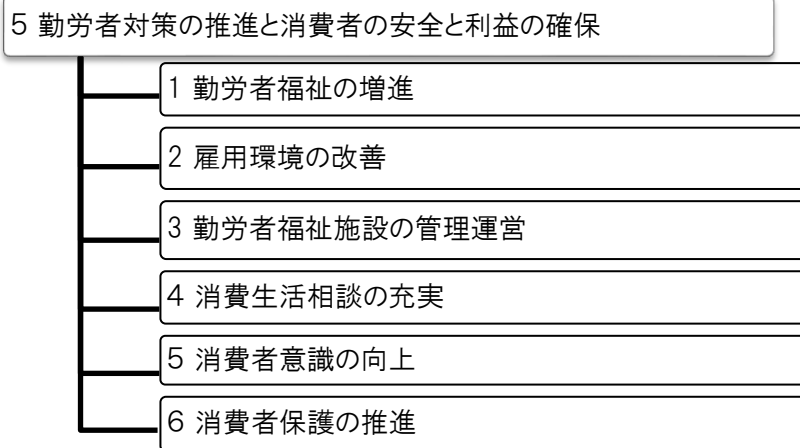 5 勤労者対策の推進と消費者の安全と利益の確保
1 勤労者福祉の増進
2 雇用環境の改善
3 勤労者福祉施設の管理運営
4 消費生活相談の充実
5 消費者意識の向上
6 消費者保護の推進